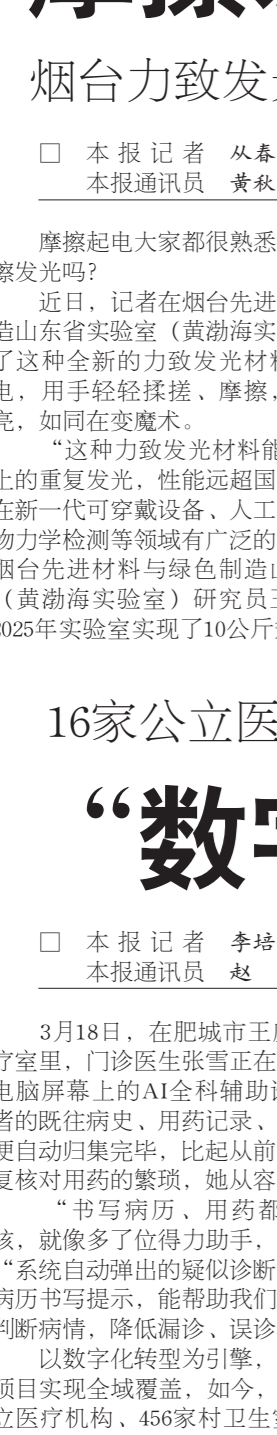 烟台力致发
□ 本报记者 从春
本报通讯员 黄秋
摩擦起电大家都很熟悉
擦发光吗？
近日，记者在烟台先进
造山东省实验室（黄渤海实
了这种全新的力致发光材料
电，用手轻轻揉搓、摩擦，
亮，如同在变魔术。
“这种力致发光材料能
上的重复发光，性能远超国
在新一代可穿戴设备、人工
物力学检测等领域有广泛的
烟台先进材料与绿色制造山
（黄渤海实验室）研究员王
2025年实验室实现了10公斤
16家公立医
“数字
□ 本报记者 李培
本报通讯员 赵
3月18日，在肥城市王
疗室里，门诊医生张雪正在
电脑屏幕上的AI全科辅助
者的既往病史、用药记录、
便自动归集完毕，比起从前
复核对用药的繁琐，她从容
“书写病历、用药都
核，就像多了位得力助手，
“系统自动弹出的疑似诊断
病历书写提示，能帮助我们
判断病情，降低漏诊、误诊
以数字化转型为引擎，
项目实现全域覆盖，如今，
立医疗机构、456家村卫生室